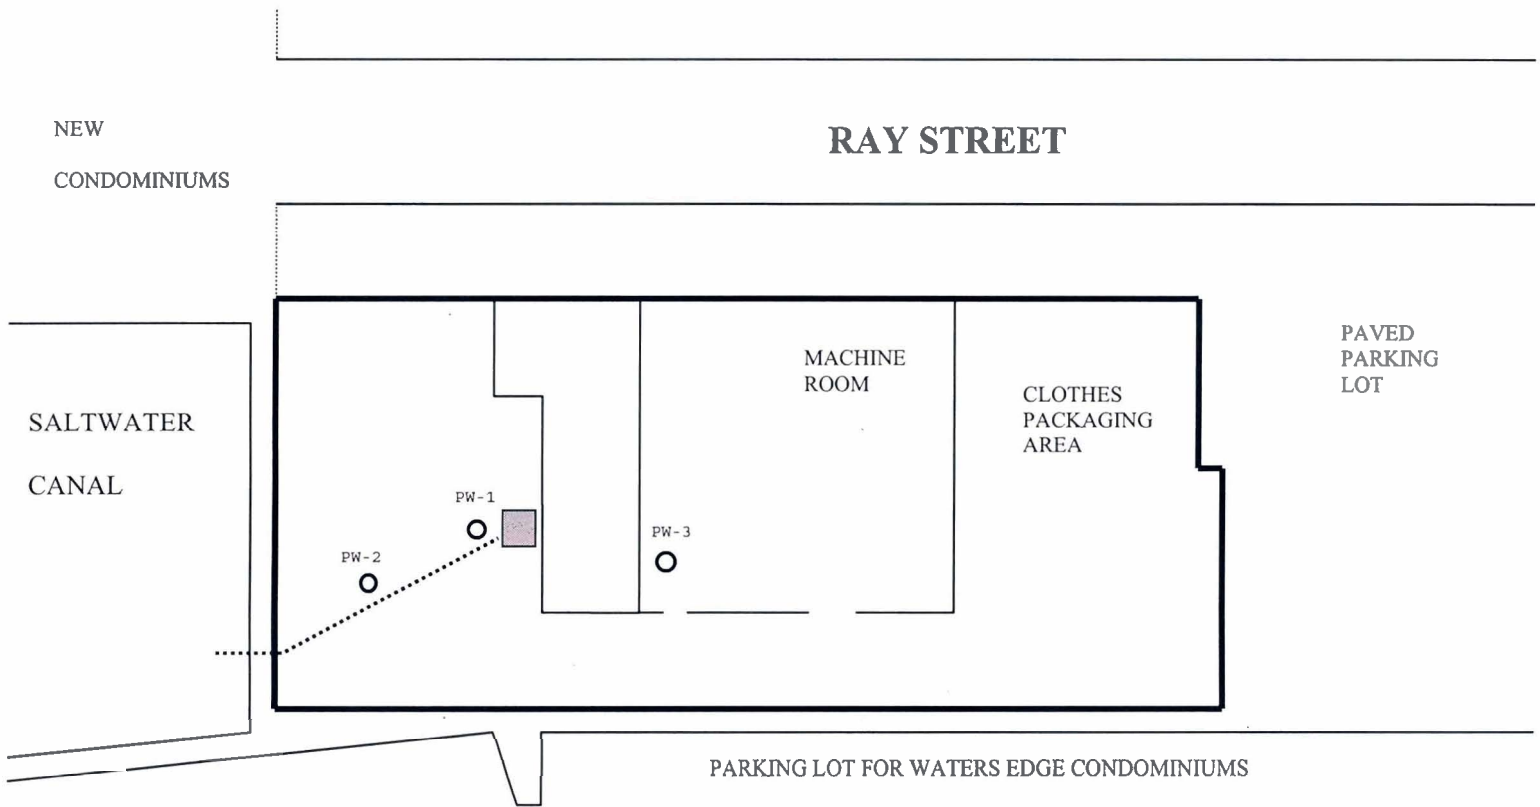 NEW
CONDOMINIUMS
RAY STREET
SALTWATER
CANAL
MACHINE
ROOM
CLOTHES
PACKAGING
AREA
PAVED
PARKING
LOT
PW-1
PW-2
PW-3
PARKING LOT FOR WATERS EDGE CONDOMINIUMS